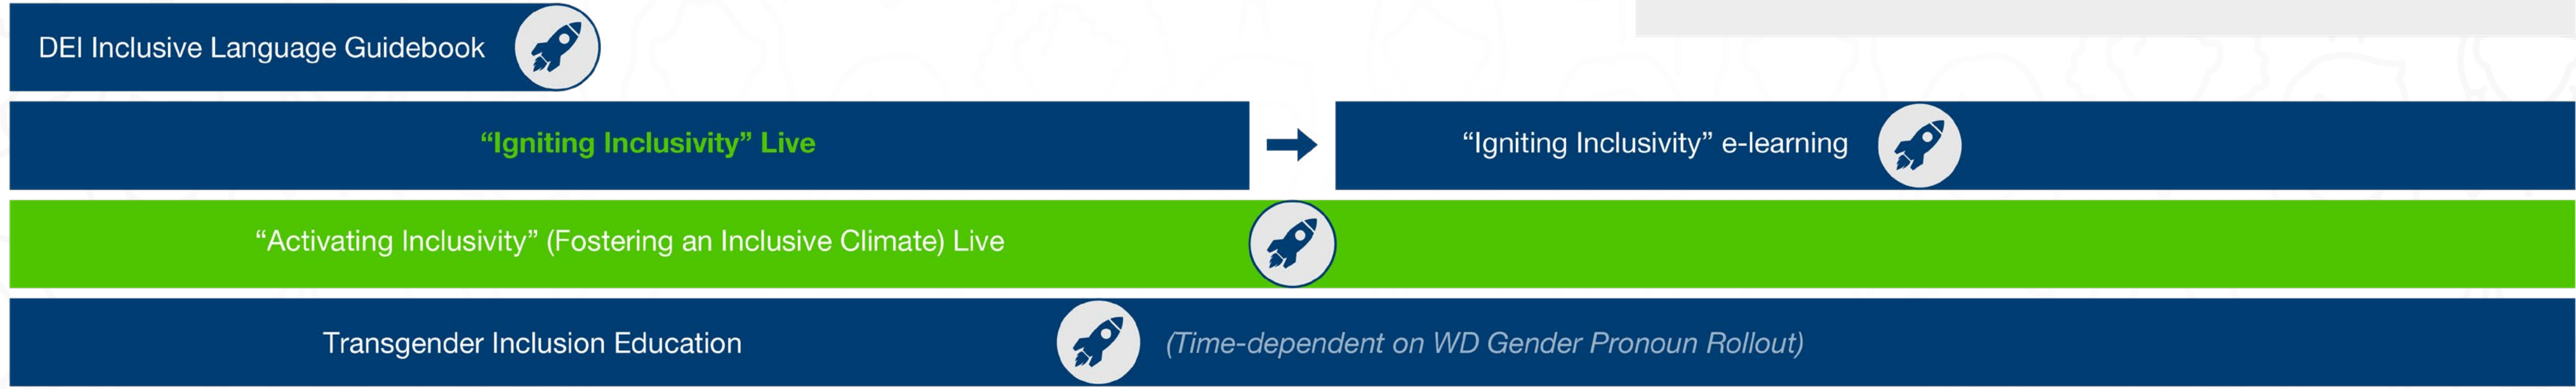 DEI Inclusive Language Guidebook
“Igniting Inclusivity” Live
“Igniting Inclusivity” e-learning
“Activating Inclusivity” (Fostering an Inclusive Climate) Live
Transgender Inclusion Education
(Time-dependent on WD Gender Pronoun Rollout)